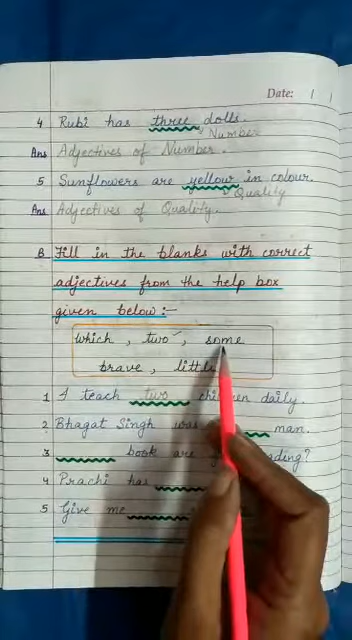 Date: / /
4 Rubi has three dolls.
Number
Ans Adjectives of Number.
5 Sunflowers are yellow in colour.
Quality
Ans Adjectives of Quality.
B Fill in the blanks with correct
adjectives from the help box
given below :-
which, two, some
brave, little
1 I teach two children daily.
2 Bhagat Singh was man.
3 book are
4 Prachi has
5 Give me